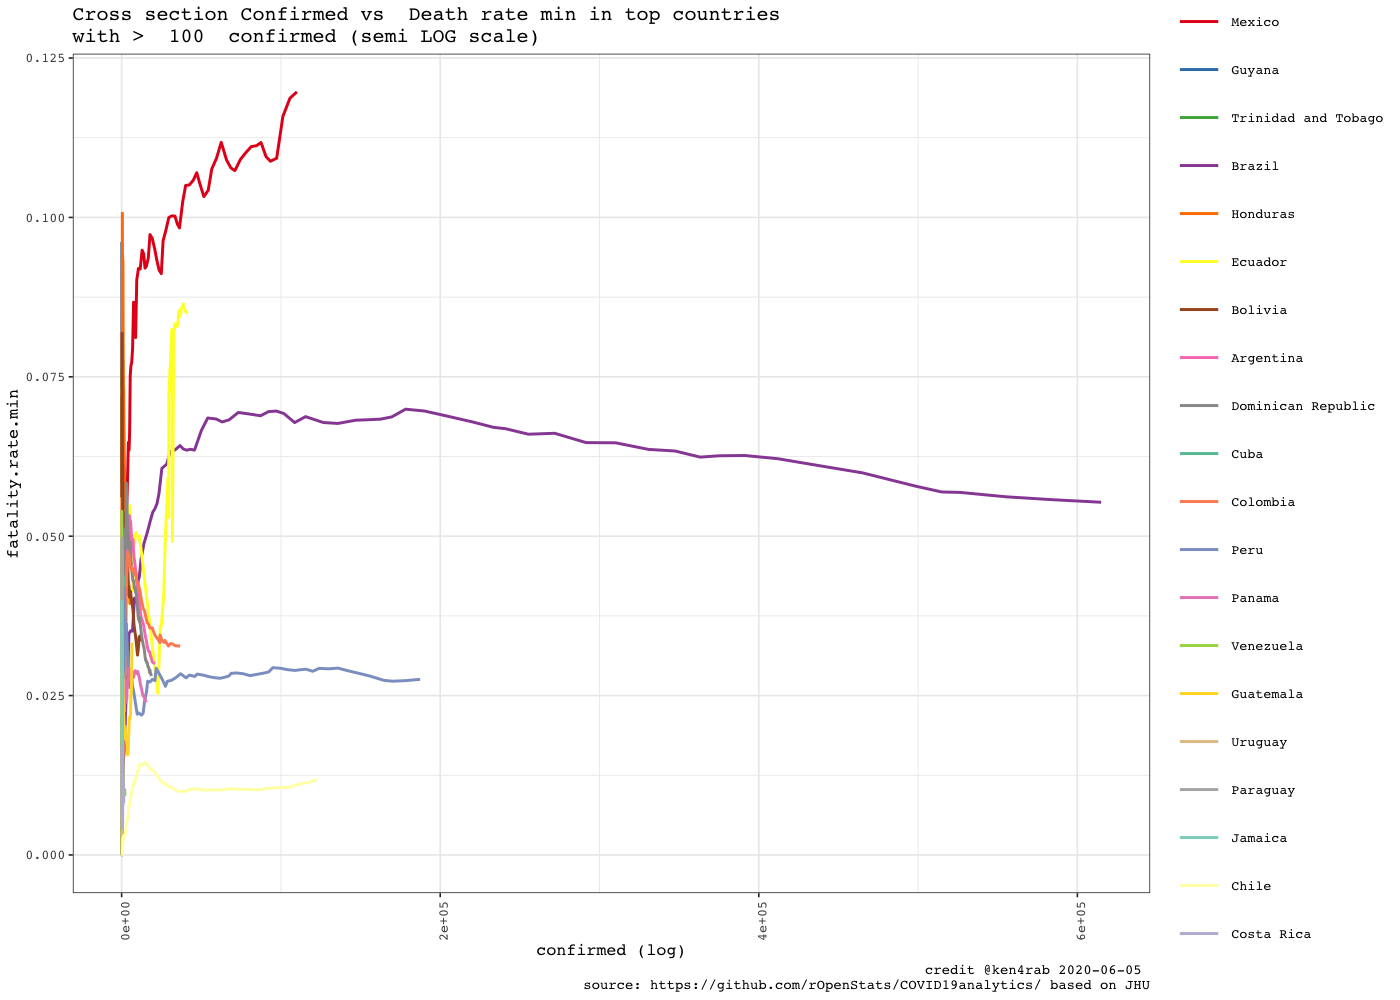 Cross section Confirmed vs  Death rate min in top countries
with >  100  confirmed (semi LOG scale)
Mexico
Guyana
Trinidad and Tobago
Brazil
Honduras
Ecuador
Bolivia
Argentina
Dominican Republic
Cuba
Colombia
Peru
Panama
Venezuela
Guatemala
Uruguay
Paraguay
Jamaica
Chile
Costa Rica
fatality.rate.min
0.125
0.100
0.075
0.050
0.025
0.000
0e+00
2e+05
4e+05
6e+05
confirmed (log)
credit @ken4rab 2020-06-05
source: https://github.com/rOpenStats/COVID19analytics/ based on JHU